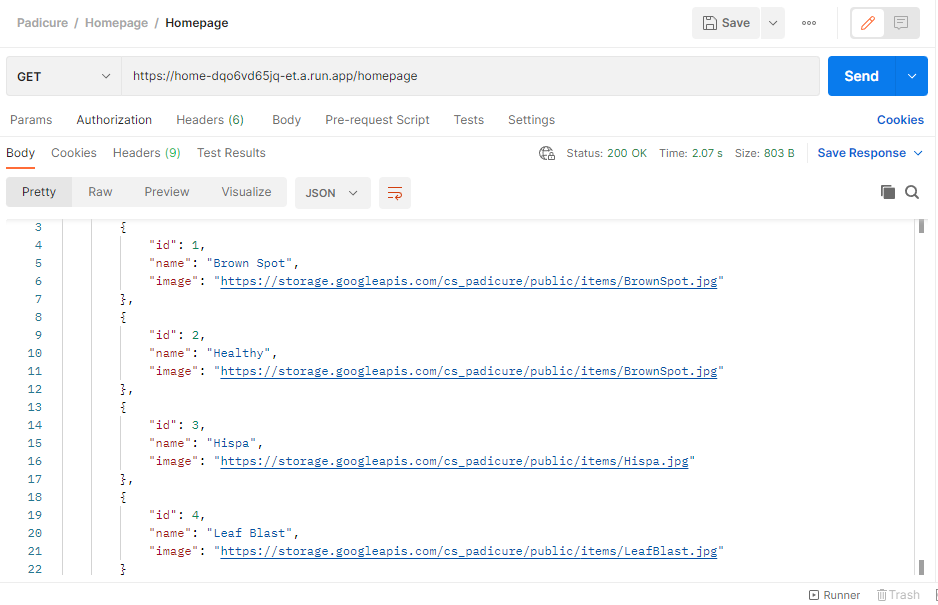 Padicure / Homepage / Homepage
Save
GET
https://home-dqo6vd65jq-et.a.run.app/homepage
Send
Params Authorization Headers (6) Body Pre-request Script Tests Settings Cookies
Body Cookies Headers (9) Test Results Status: 200 OK Time: 2.07 s Size: 803 B Save Response
Pretty Raw Preview Visualize JSON
3 {
4 "id": 1,
5 "name": "Brown Spot",
6 "image": "https://storage.googleapis.com/cs_padicure/public/items/BrownSpot.jpg"
7 },
8 {
9 "id": 2,
10 "name": "Healthy",
11 "image": "https://storage.googleapis.com/cs_padicure/public/items/BrownSpot.jpg"
12 },
13 {
14 "id": 3,
15 "name": "Hispa",
16 "image": "https://storage.googleapis.com/cs_padicure/public/items/Hispa.jpg"
17 },
18 {
19 "id": 4,
20 "name": "Leaf Blast",
21 "image": "https://storage.googleapis.com/cs_padicure/public/items/LeafBlast.jpg"
22 }
Runner Trash